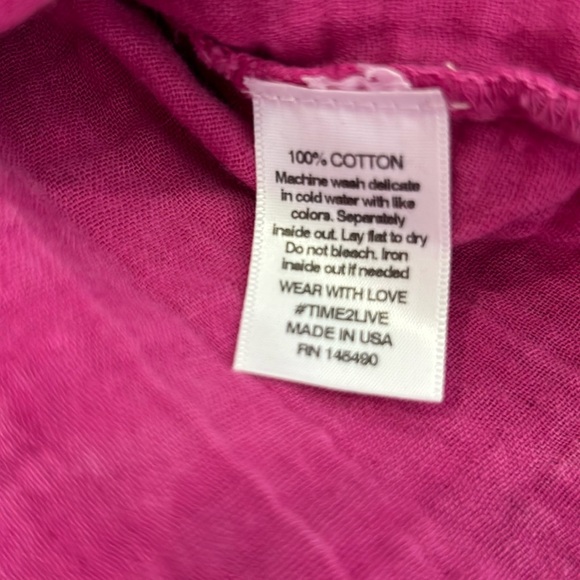 100% COTTON
Machine wash delicate
in cold water with like
colors. Separately
inside out. Lay flat to dry
Do not bleach. Iron
inside out if needed
WEAR WITH LOVE
#TIME2LIVE
MADE IN USA
RN 145490